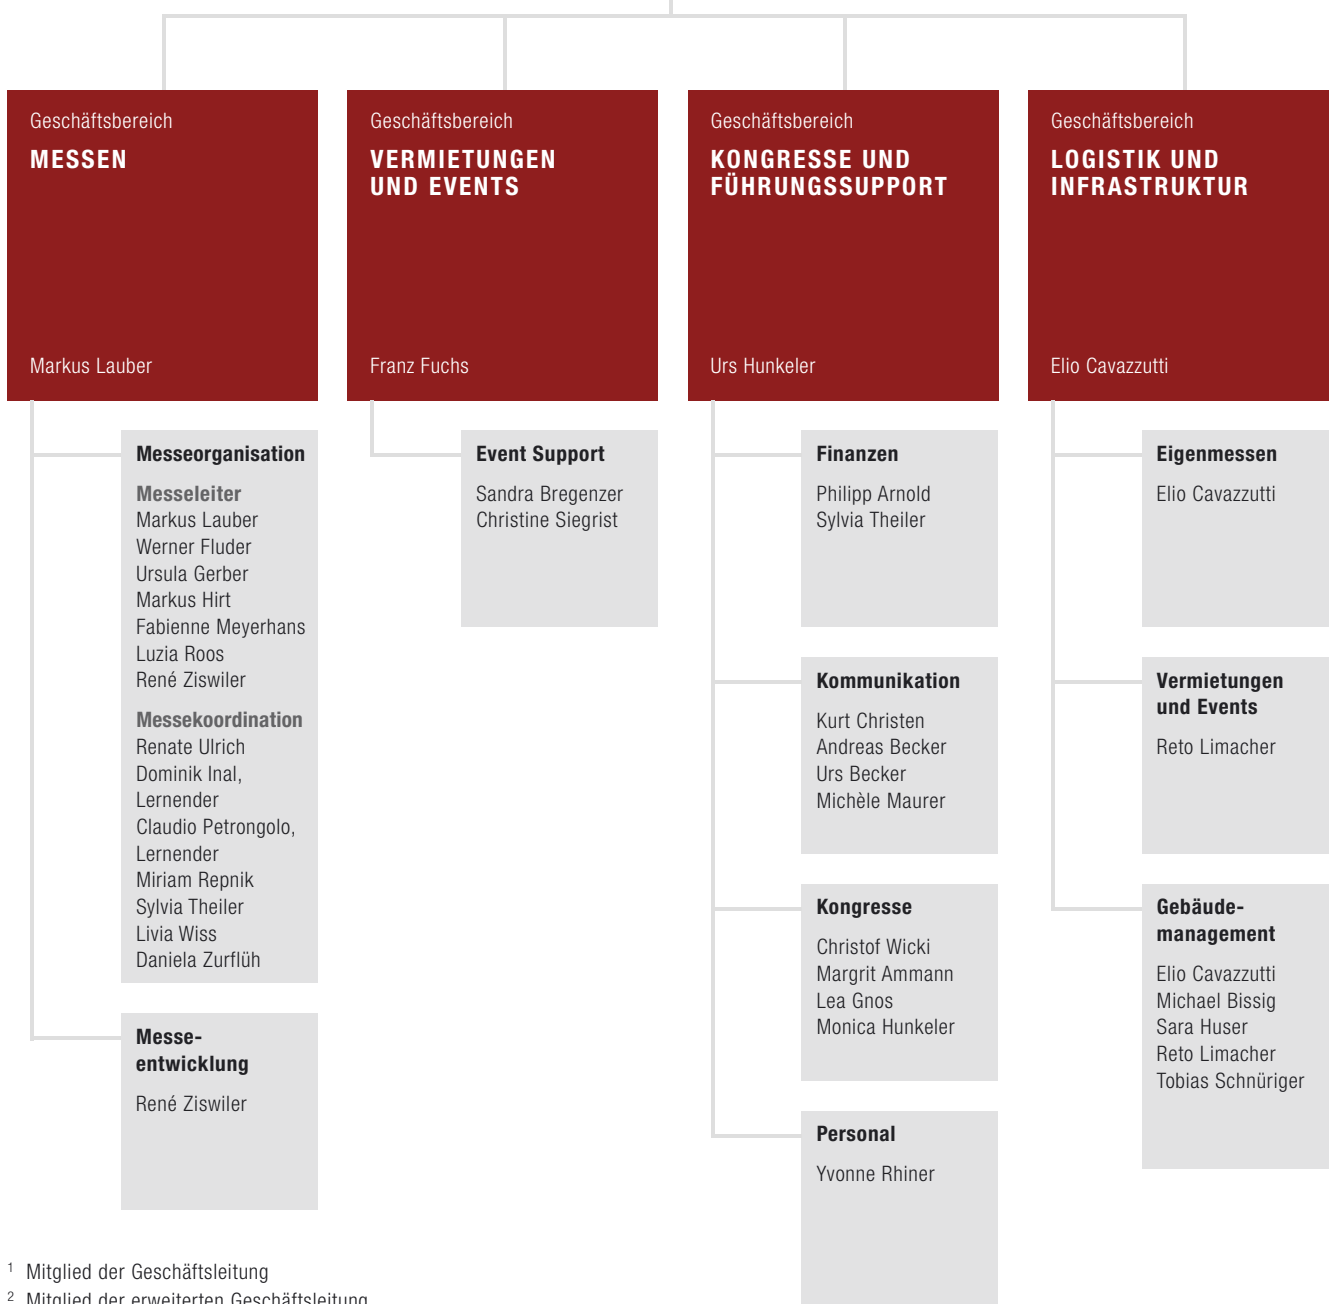 Geschäftsbereich
MESSEN
Markus Lauber
Messeorganisation
Messeleiter
Markus Lauber
Werner Fluder
Ursula Gerber
Markus Hirt
Fabienne Meyerhans
Luzia Roos
René Ziswiler
Messekoordination
Renate Ulrich
Dominik Inal,
Lernender
Claudio Petrongolo,
Lernender
Miriam Repnik
Sylvia Theiler
Livia Wiss
Daniela Zurflüh
Messe-
entwicklung
René Ziswiler
Geschäftsbereich
VERMIETUNGEN
UND EVENTS
Franz Fuchs
Event Support
Sandra Bregenzer
Christine Siegrist
Geschäftsbereich
KONGRESSE UND
FÜHRUNGSSUPPORT
Urs Hunkeler
Finanzen
Philipp Arnold
Sylvia Theiler
Kommunikation
Kurt Christen
Andreas Becker
Urs Becker
Michèle Maurer
Kongresse
Christof Wicki
Margrit Ammann
Lea Gnos
Monica Hunkeler
Personal
Yvonne Rhiner
Geschäftsbereich
LOGISTIK UND
INFRASTRUKTUR
Elio Cavazzutti
Eigenmessen
Elio Cavazzutti
Vermietungen
und Events
Reto Limacher
Gebäude-
management
Elio Cavazzutti
Michael Bissig
Sara Huser
Reto Limacher
Tobias Schnüriger
1 Mitglied der Geschäftsleitung
2 Mitglied der erweiterten Geschäftsleitung